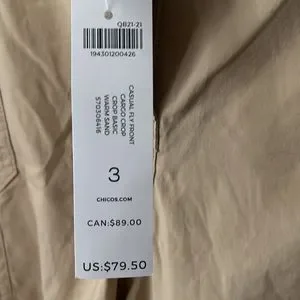 QB21-21
194301200426
CASUAL FLY FRONT
CARGO CROP
CROP BASIC
WARM SAND
570308416
3
CHICOS.COM
CAN:$89.00
US:$79.50